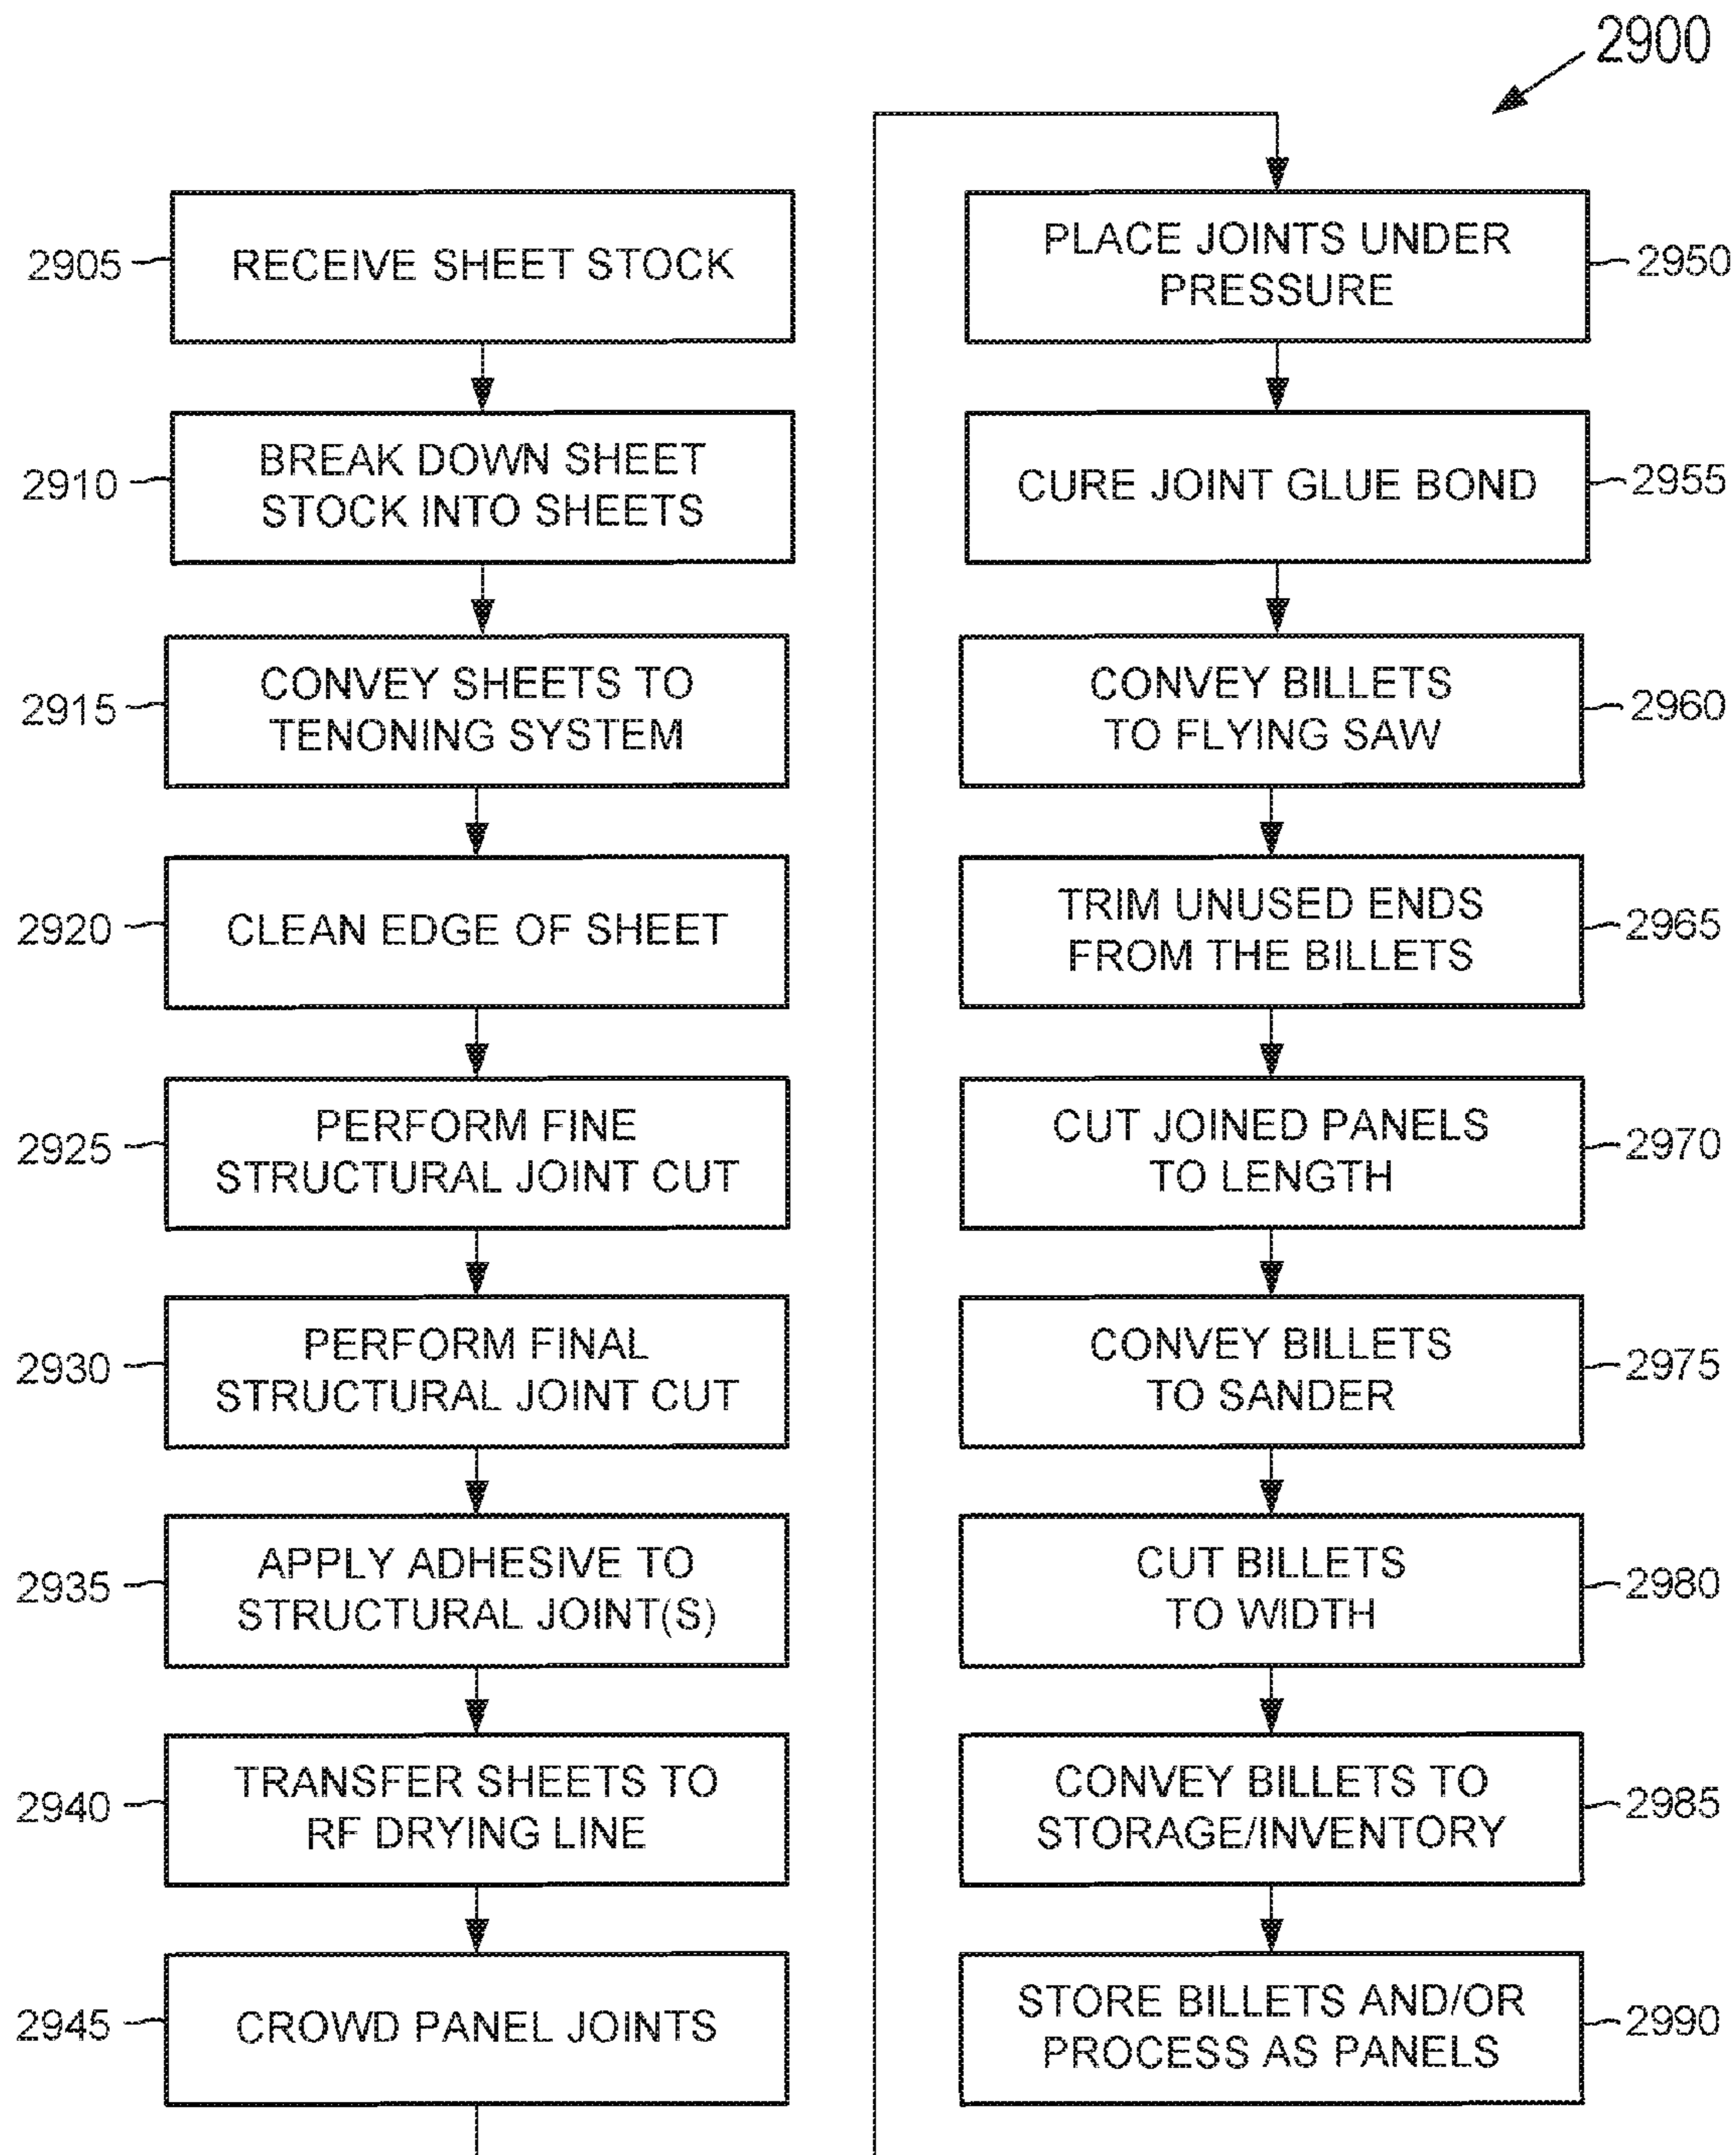 2900
2905
RECEIVE SHEET STOCK
2910
BREAK DOWN SHEET
STOCK INTO SHEETS
2915
CONVEY SHEETS TO
TENONING SYSTEM
2920
CLEAN EDGE OF SHEET
2925
PERFORM FINE
STRUCTURAL JOINT CUT
2930
PERFORM FINAL
STRUCTURAL JOINT CUT
2935
APPLY ADHESIVE TO
STRUCTURAL JOINT(S)
2940
TRANSFER SHEETS TO
RF DRYING LINE
2945
CROWD PANEL JOINTS
PLACE JOINTS UNDER
PRESSURE
2950
CURE JOINT GLUE BOND
2955
CONVEY BILLETS
TO FLYING SAW
2960
TRIM UNUSED ENDS
FROM THE BILLETS
2965
CUT JOINED PANELS
TO LENGTH
2970
CONVEY BILLETS
TO SANDER
2975
CUT BILLETS
TO WIDTH
2980
CONVEY BILLETS TO
STORAGE/INVENTORY
2985
STORE BILLETS AND/OR
PROCESS AS PANELS
2990